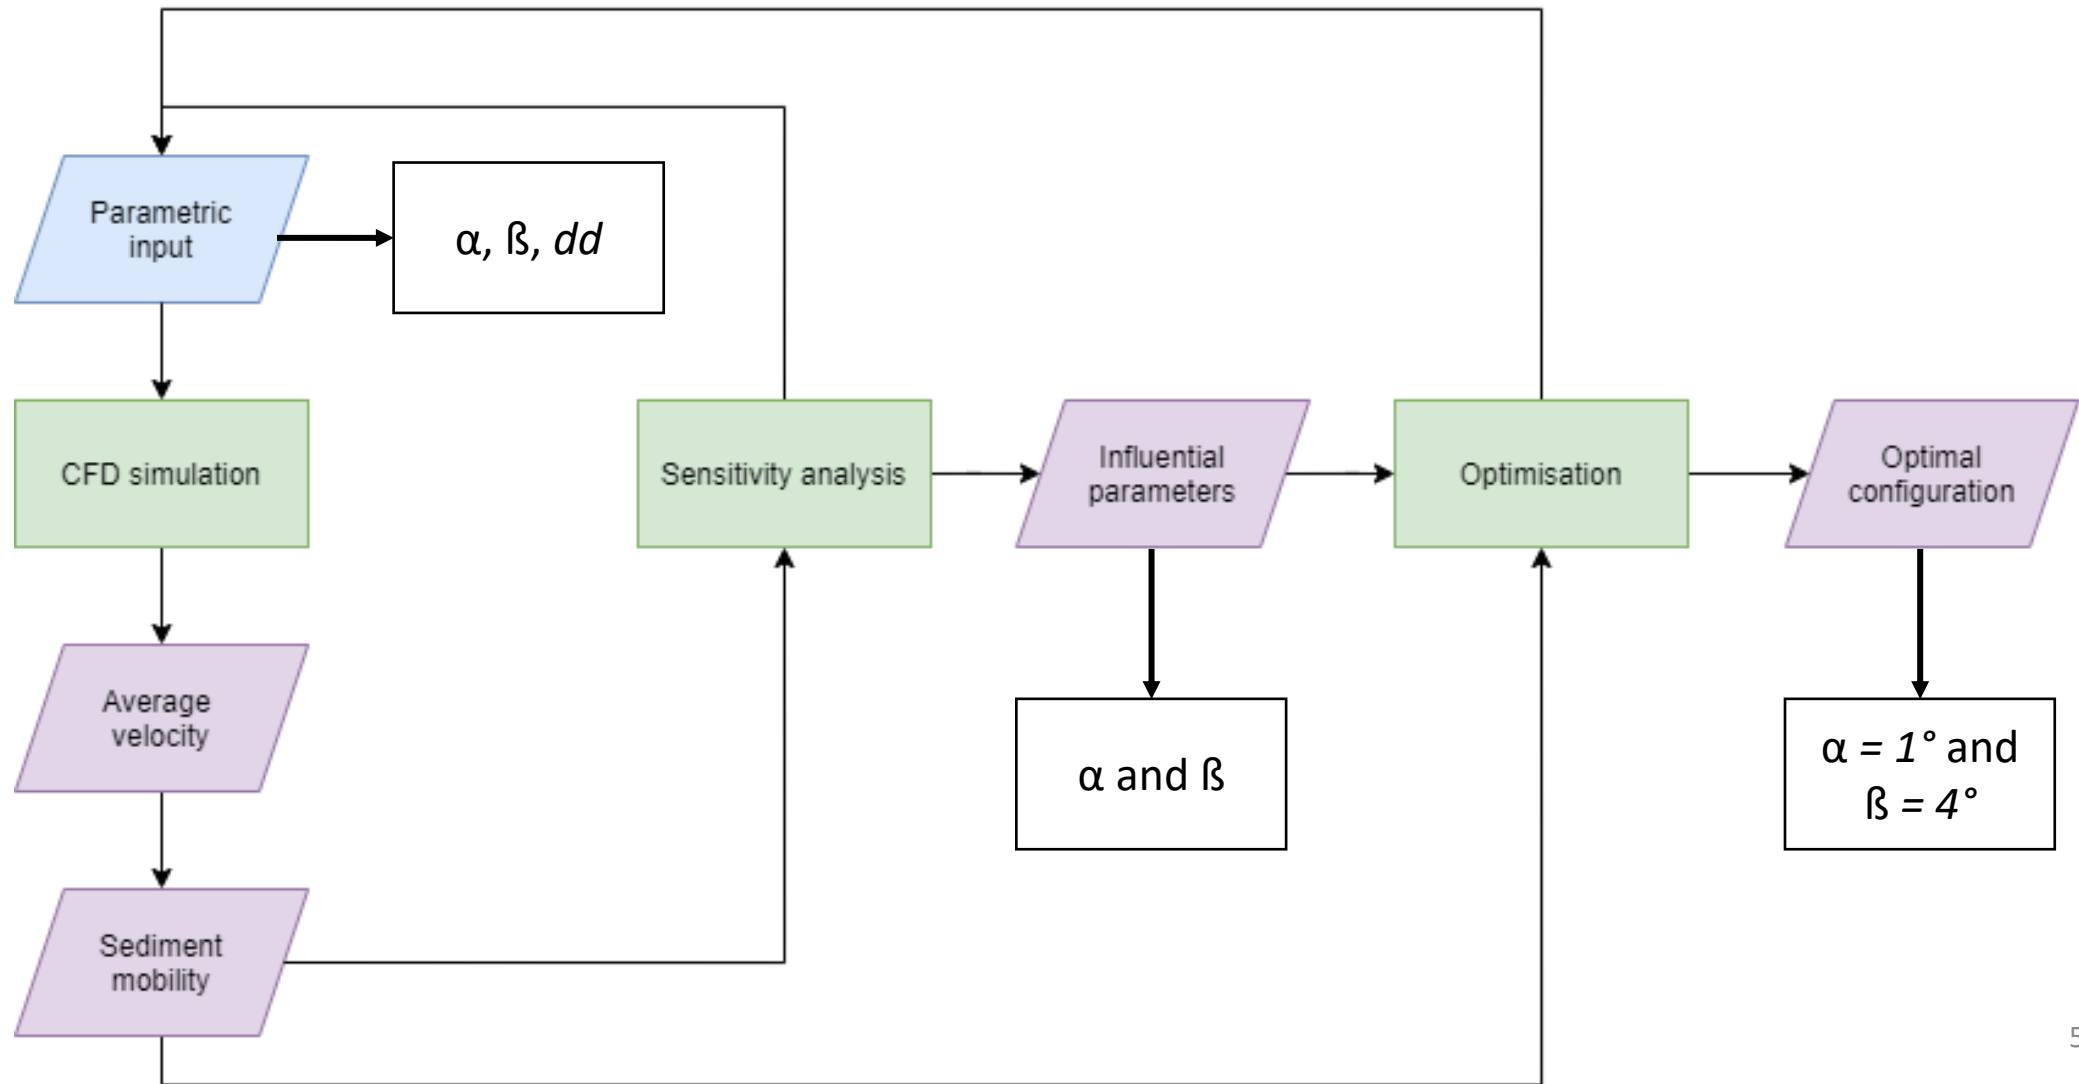 Parametric
input
α, ß, dd
CFD simulation
Sensitivity analysis
Influential
parameters
Optimisation
Optimal
configuration
Average
velocity
α and ß
α = 1° and
ß = 4°
Sediment
mobility
5